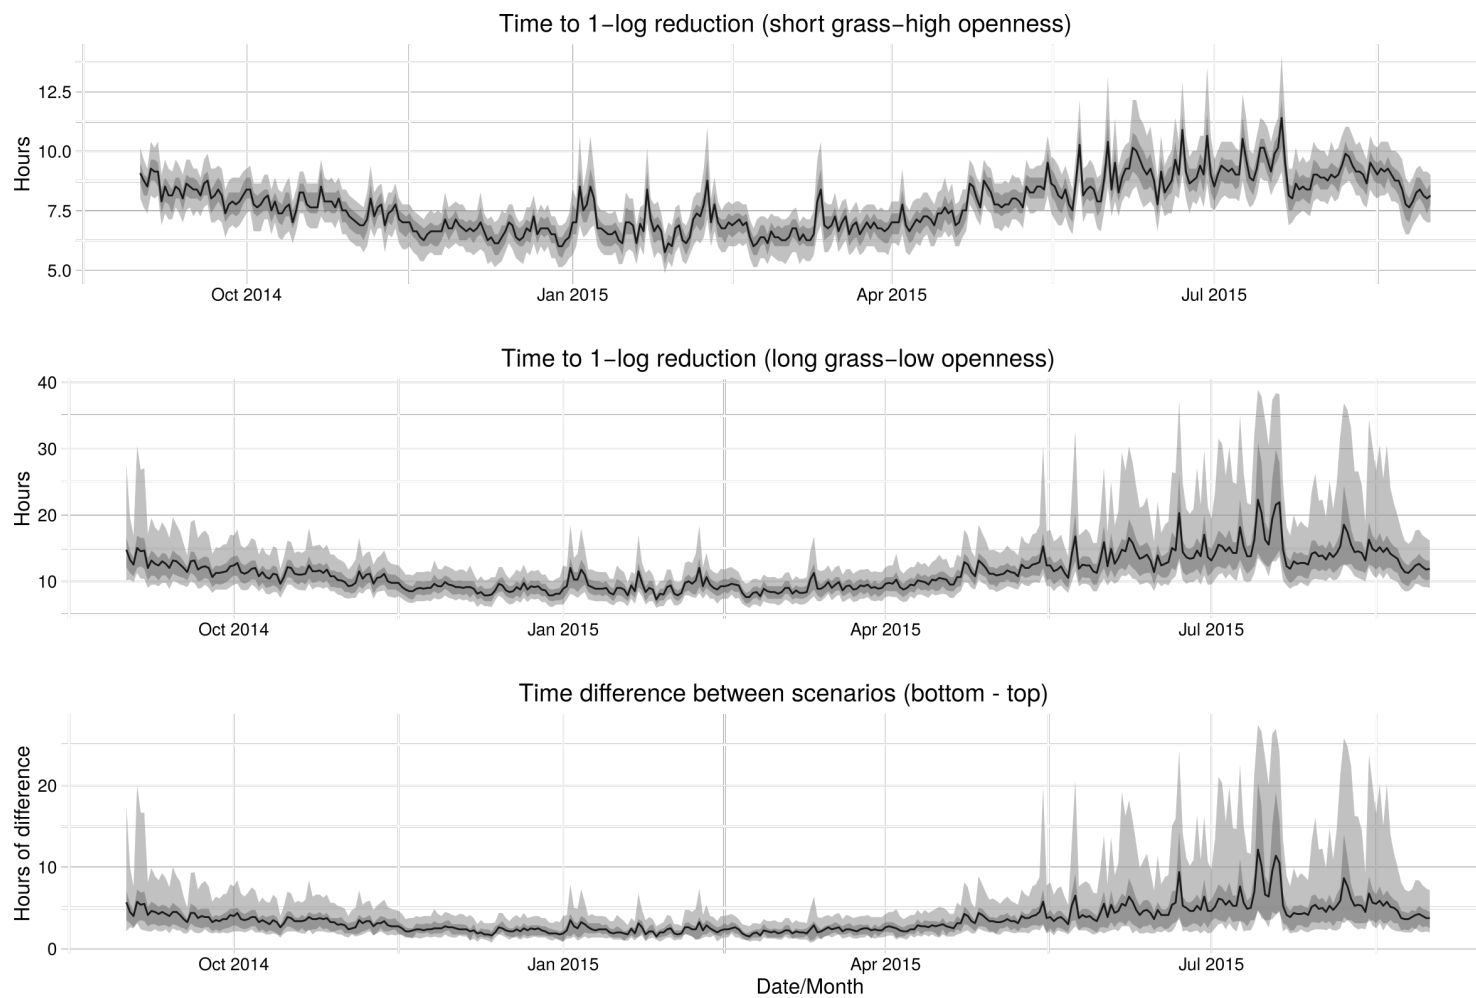 Time to 1−log reduction (short grass−high openness)
Hours
12.5
10.0
7.5
5.0
Oct 2014 Jan 2015 Apr 2015 Jul 2015
Time to 1−log reduction (long grass−low openness)
Hours
40
30
20
10
Oct 2014 Jan 2015 Apr 2015 Jul 2015
Time difference between scenarios (bottom - top)
Hours of difference
20
10
0
Oct 2014 Jan 2015 Apr 2015 Jul 2015
Date/Month